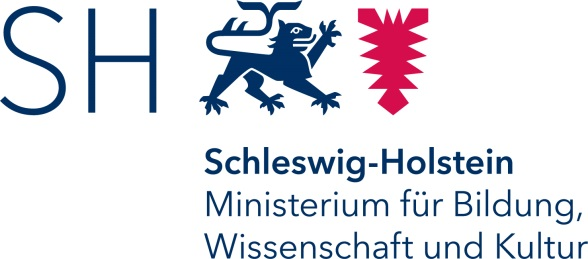 SH
Schleswig-Holstein
Ministerium für Bildung,
Wissenschaft und Kultur